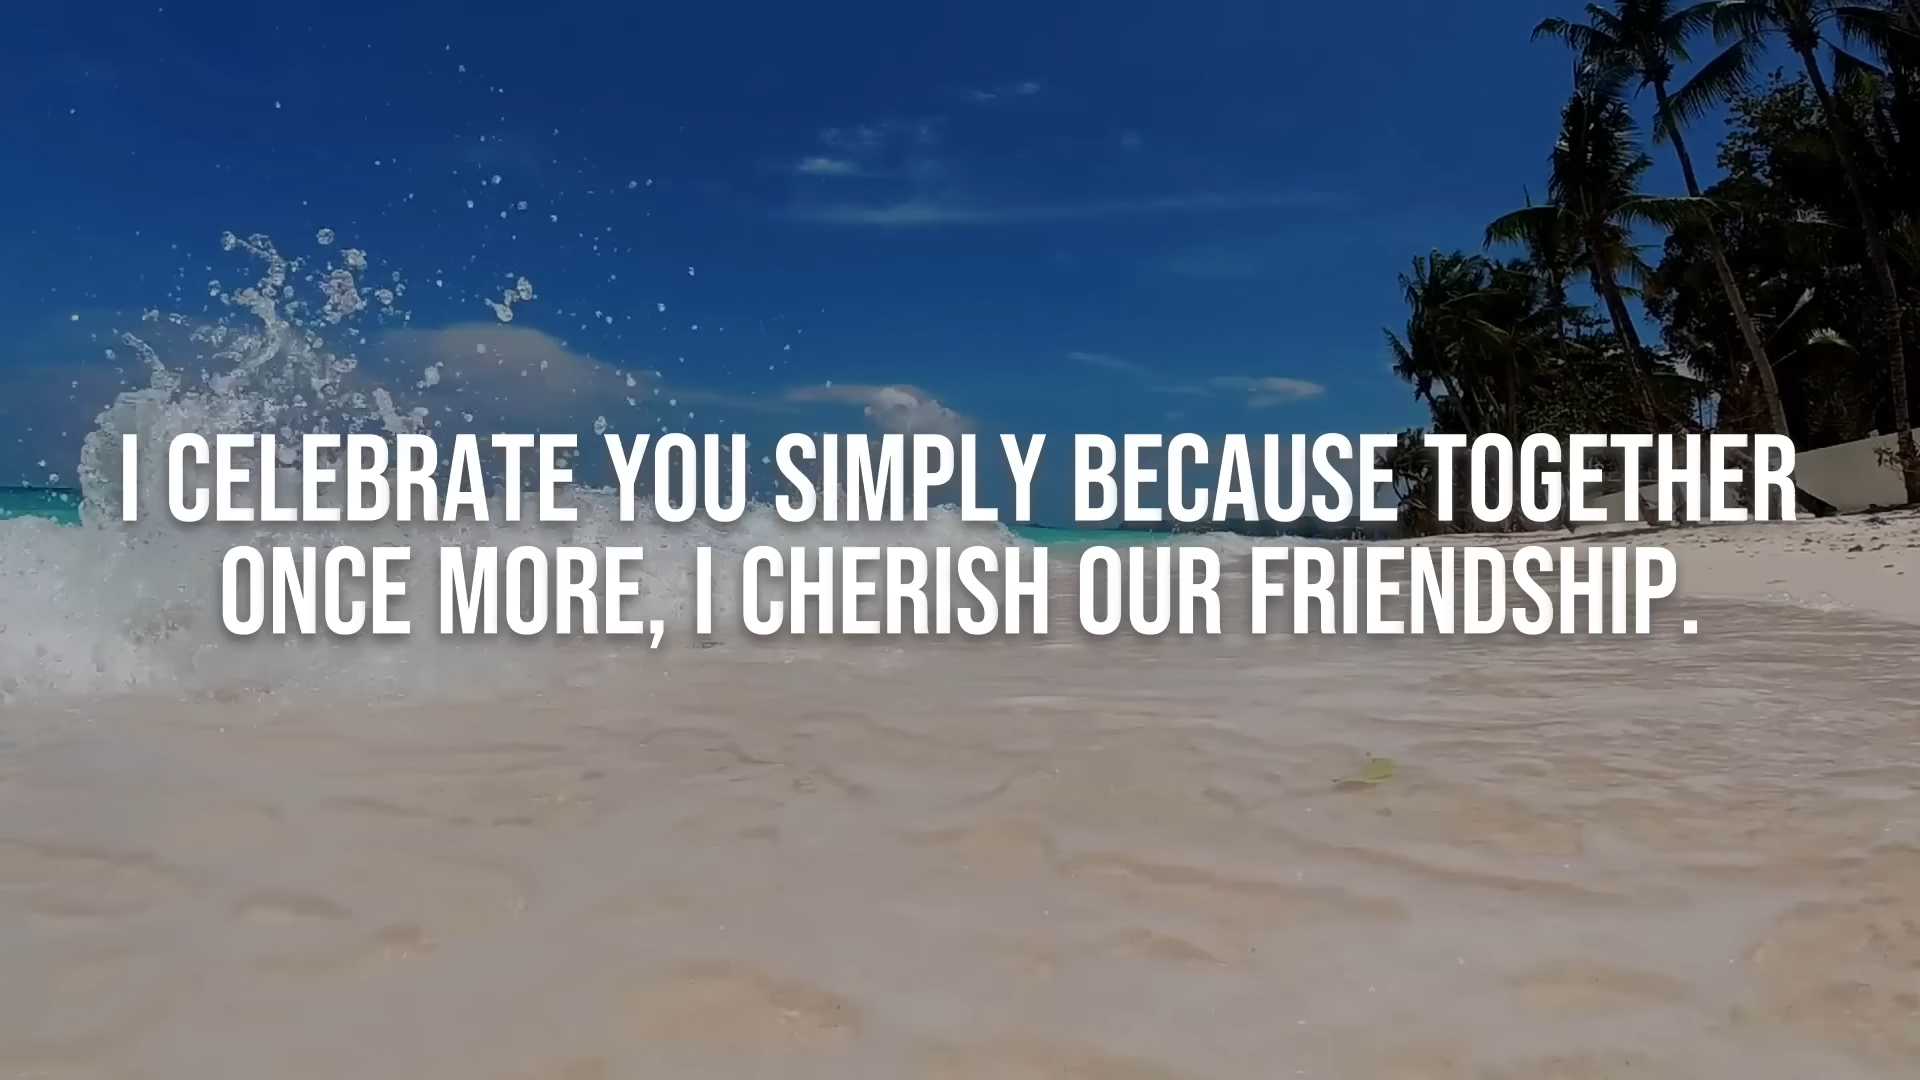 I CELEBRATE YOU SIMPLY BECAUSE TOGETHER
ONCE MORE, I CHERISH OUR FRIENDSHIP.